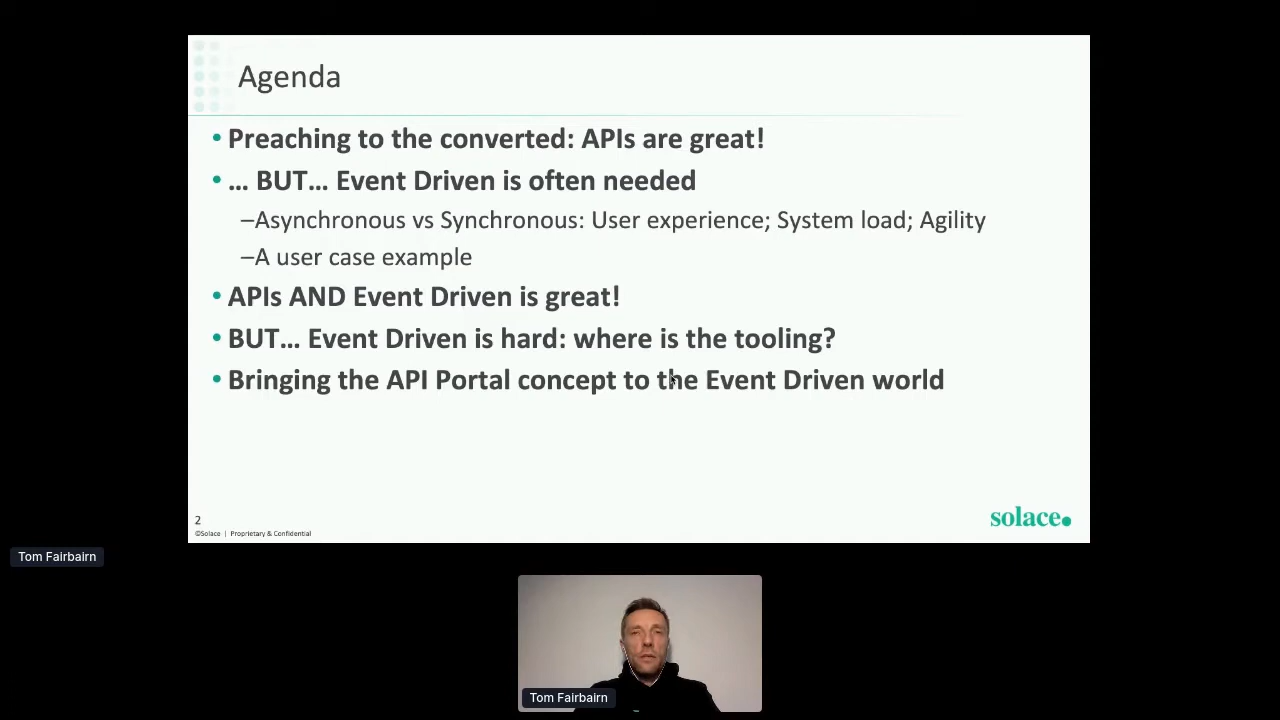 Agenda
• Preaching to the converted: APIs are great!
• … BUT… Event Driven is often needed
–Asynchronous vs Synchronous: User experience; System load; Agility
–A user case example
• APIs AND Event Driven is great!
• BUT… Event Driven is hard: where is the tooling?
• Bringing the API Portal concept to the Event Driven world
2
©Solace | Proprietary & Confidential
solace.
Tom Fairbairn
Tom Fairbairn